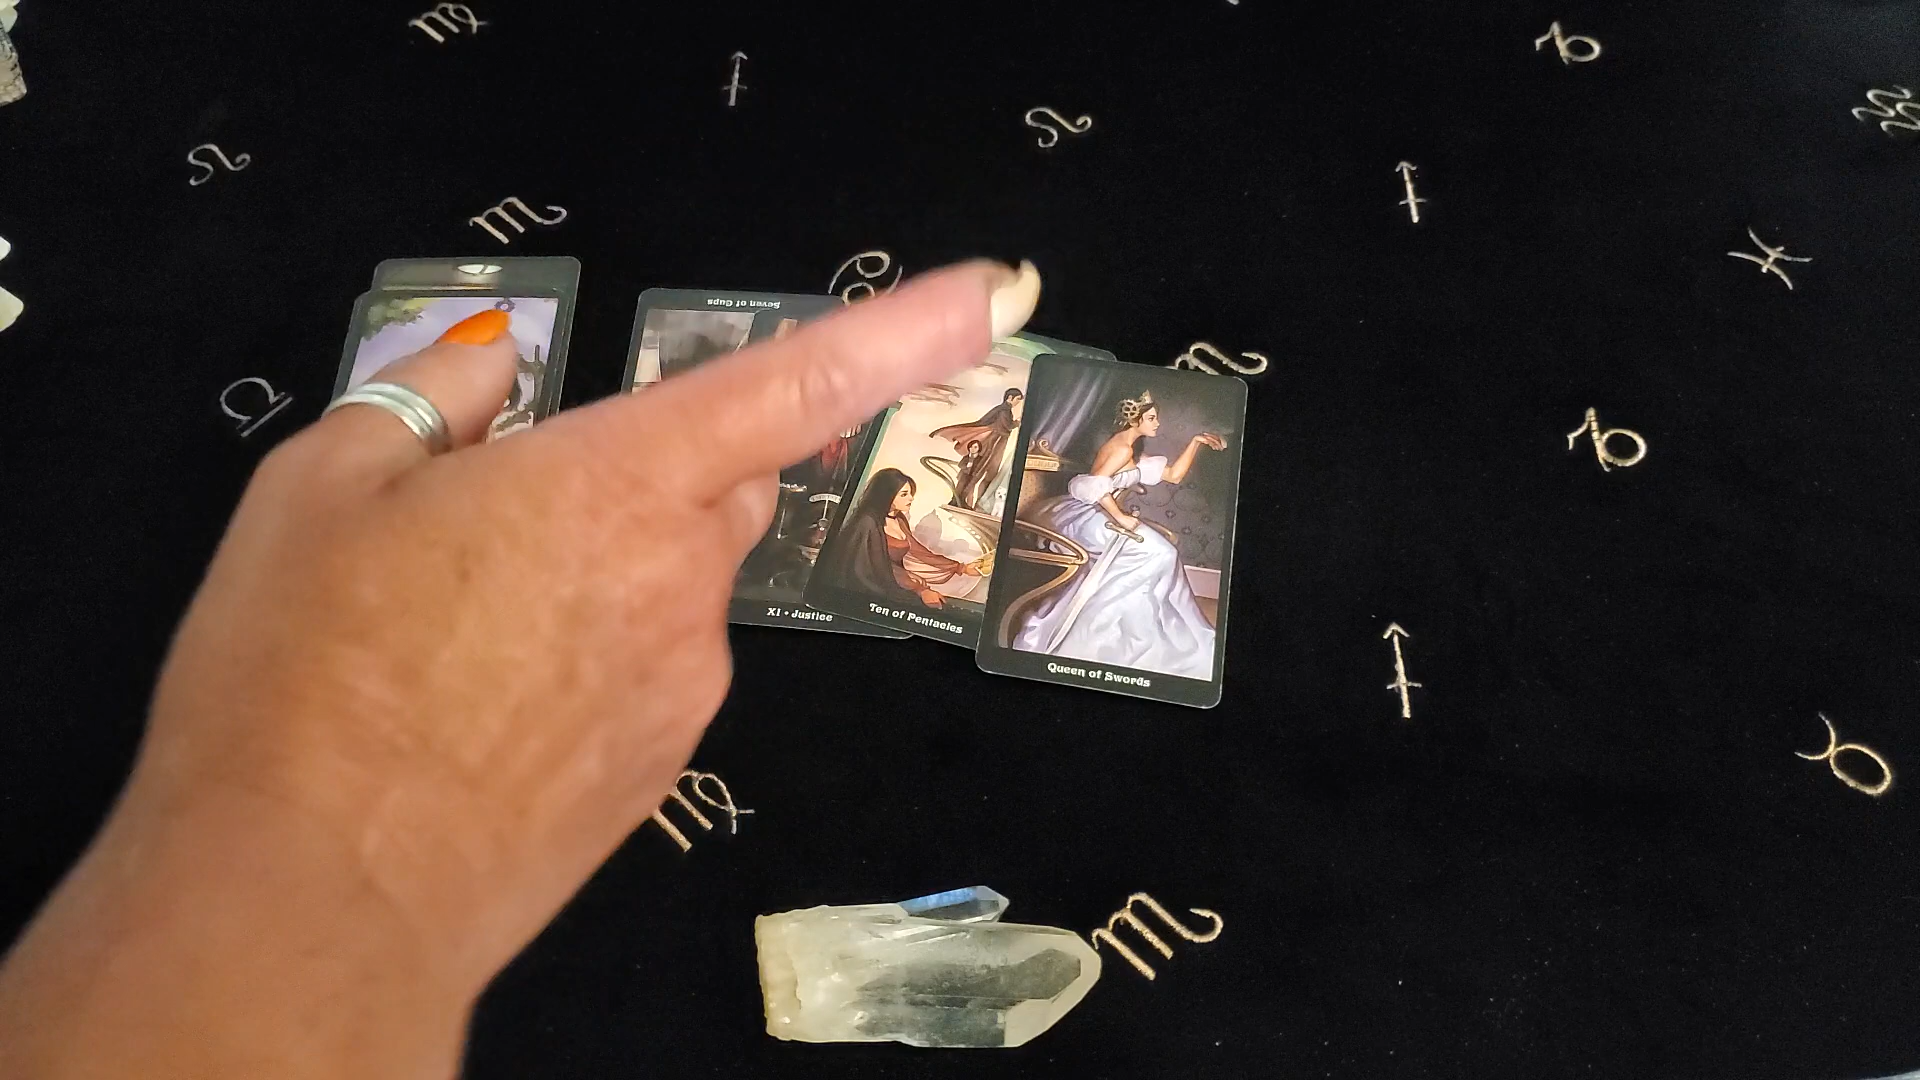 Seven of Cups
XI • Justice
Ten of Pentacles
Queen of Swords